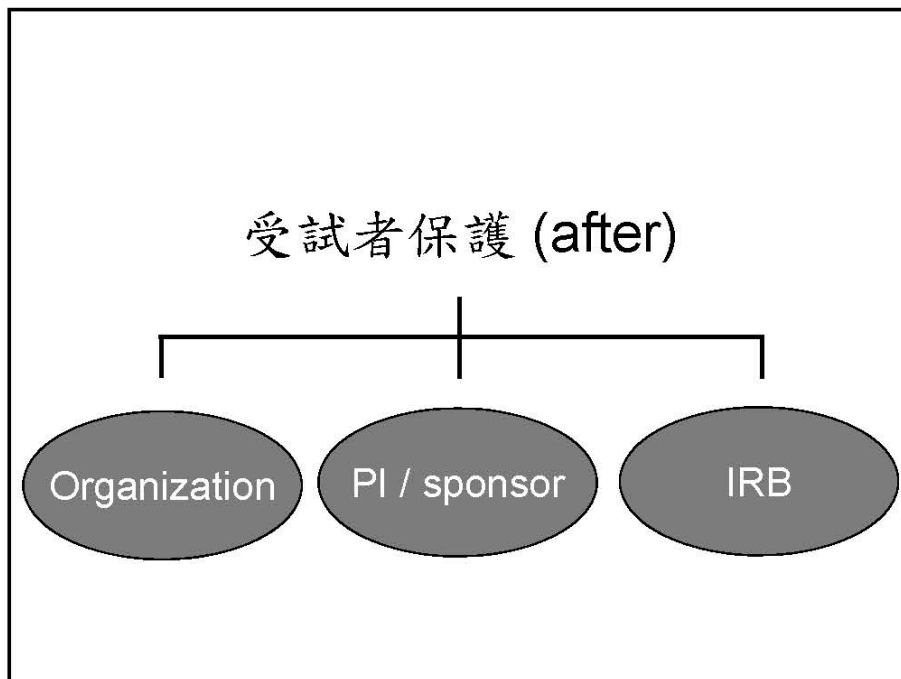 受試者保護 (after)
Organization
PI / sponsor
IRB